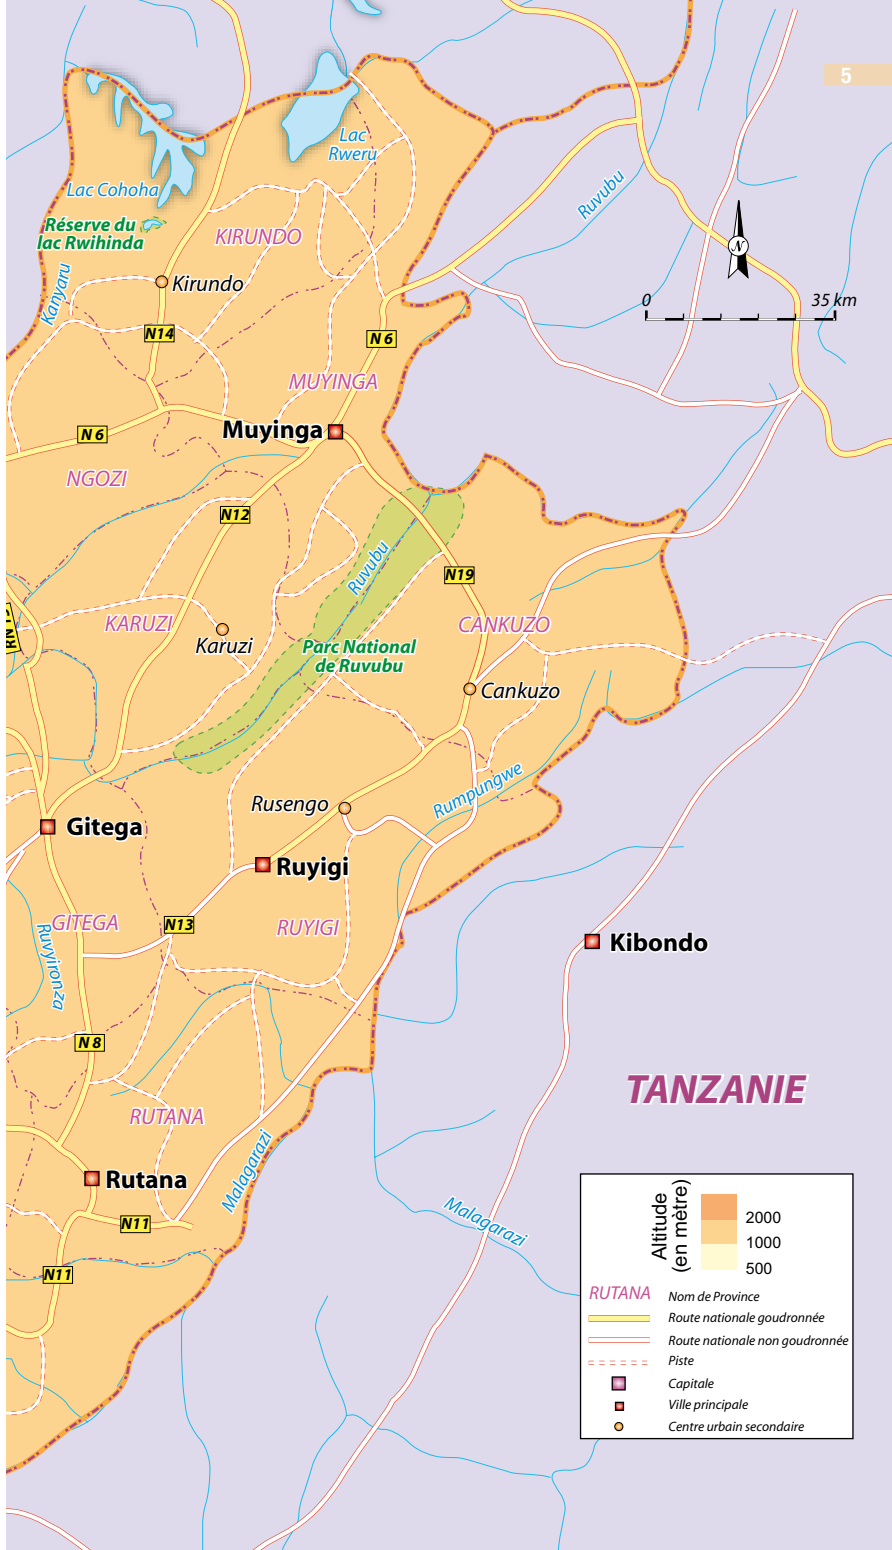 5
Lac
Rweru
Lac Cohoha
Ruvubu
Réserve du
lac Rwihinda
KIRUNDO
N
Kanyaru
Kirundo
0
35 km
N14
N 6
MUYINGA
Muyinga
N 6
NGOZI
N12
Ruvubu
N19
KARUZI
CANKUZO
Karuzi
Parc National
de Ruvubu
Cankuzo
Rumpungwe
Rusengo
Gitega
Ruyigi
GITEGA
N13
RUYIGI
Ruvyironza
Kibondo
N 8
TANZANIE
RUTANA
Malagarazi
Rutana
Malagarazi
N11
N11
Altitude
(en mètre)
2000
1000
500
RUTANA
Nom de Province
Route nationale goudronnée
Route nationale non goudronnée
Piste
Capitale
Ville principale
Centre urbain secondaire